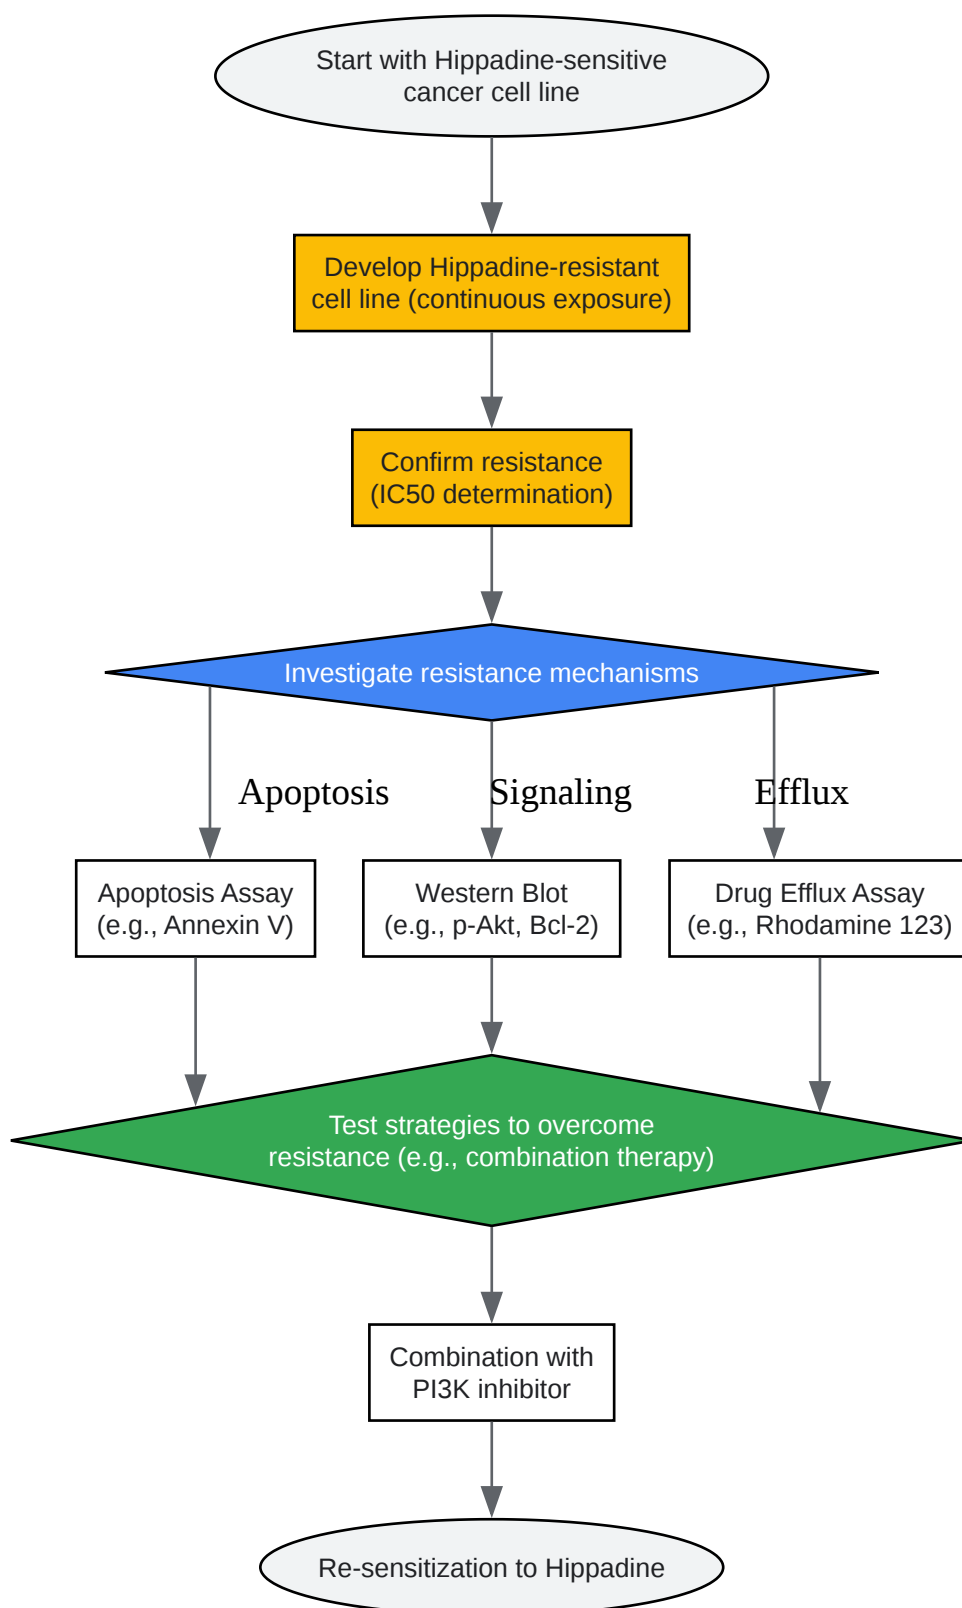 Start with Hippadine-sensitive
cancer cell line
Develop Hippadine-resistant
cell line (continuous exposure)
Confirm resistance
(IC50 determination)
Investigate resistance mechanisms
Apoptosis
Signaling
Efflux
Apoptosis Assay
(e.g., Annexin V)
Western Blot
(e.g., p-Akt, Bcl-2)
Drug Efflux Assay
(e.g., Rhodamine 123)
Test strategies to overcome
resistance (e.g., combination therapy)
Combination with
PI3K inhibitor
Re-sensitization to Hippadine